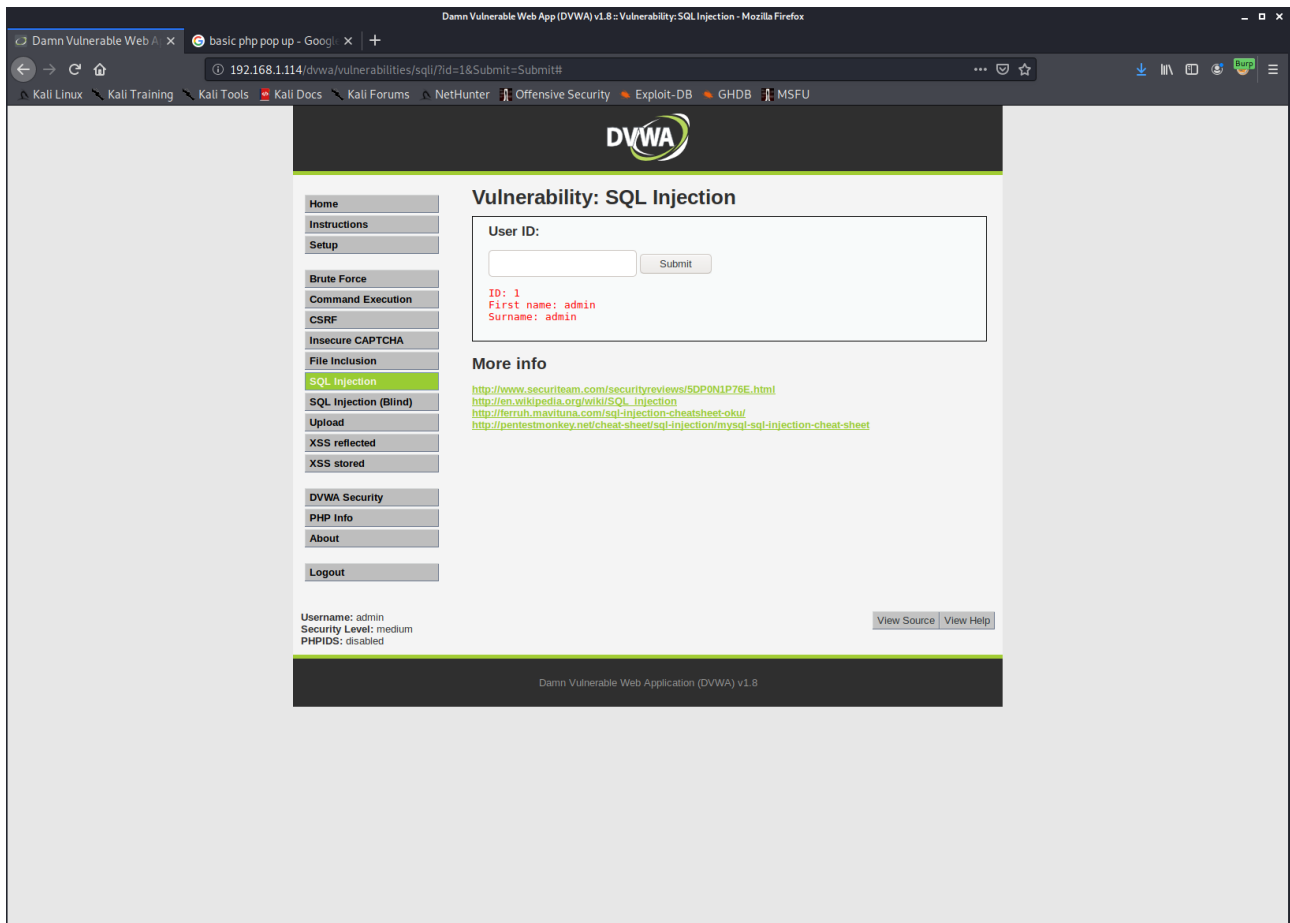 Damn Vulnerable Web App (DVWA) v1.8 :: Vulnerability: SQL Injection - Mozilla Firefox
Damn Vulnerable Web A
basic php pop up - Googl
192.168.1.114/dvwa/vulnerabilities/sqli/?id=1&Submit=Submit#
Burp
Kali Linux Kali Training Kali Tools Kali Docs Kali Forums NetHunter Offensive Security Exploit-DB GHDB MSFU
DVWA
Home
Instructions
Setup
Brute Force
Command Execution
CSRF
Insecure CAPTCHA
File Inclusion
SQL Injection
SQL Injection (Blind)
Upload
XSS reflected
XSS stored
DVWA Security
PHP Info
About
Logout
Vulnerability: SQL Injection
User ID:
Submit
ID: 1
First name: admin
Surname: admin
More info
http://www.securiteam.com/securityreviews/5DP0N1P76E.html
http://en.wikipedia.org/wiki/SQL_injection
http://ferruh.mavituna.com/sql-injection-cheatsheet-oku/
http://pentestmonkey.net/cheat-sheet/sql-injection/mysql-sql-injection-cheat-sheet
Username: admin
Security Level: medium
PHPIDS: disabled
View Source View Help
Damn Vulnerable Web Application (DVWA) v1.8